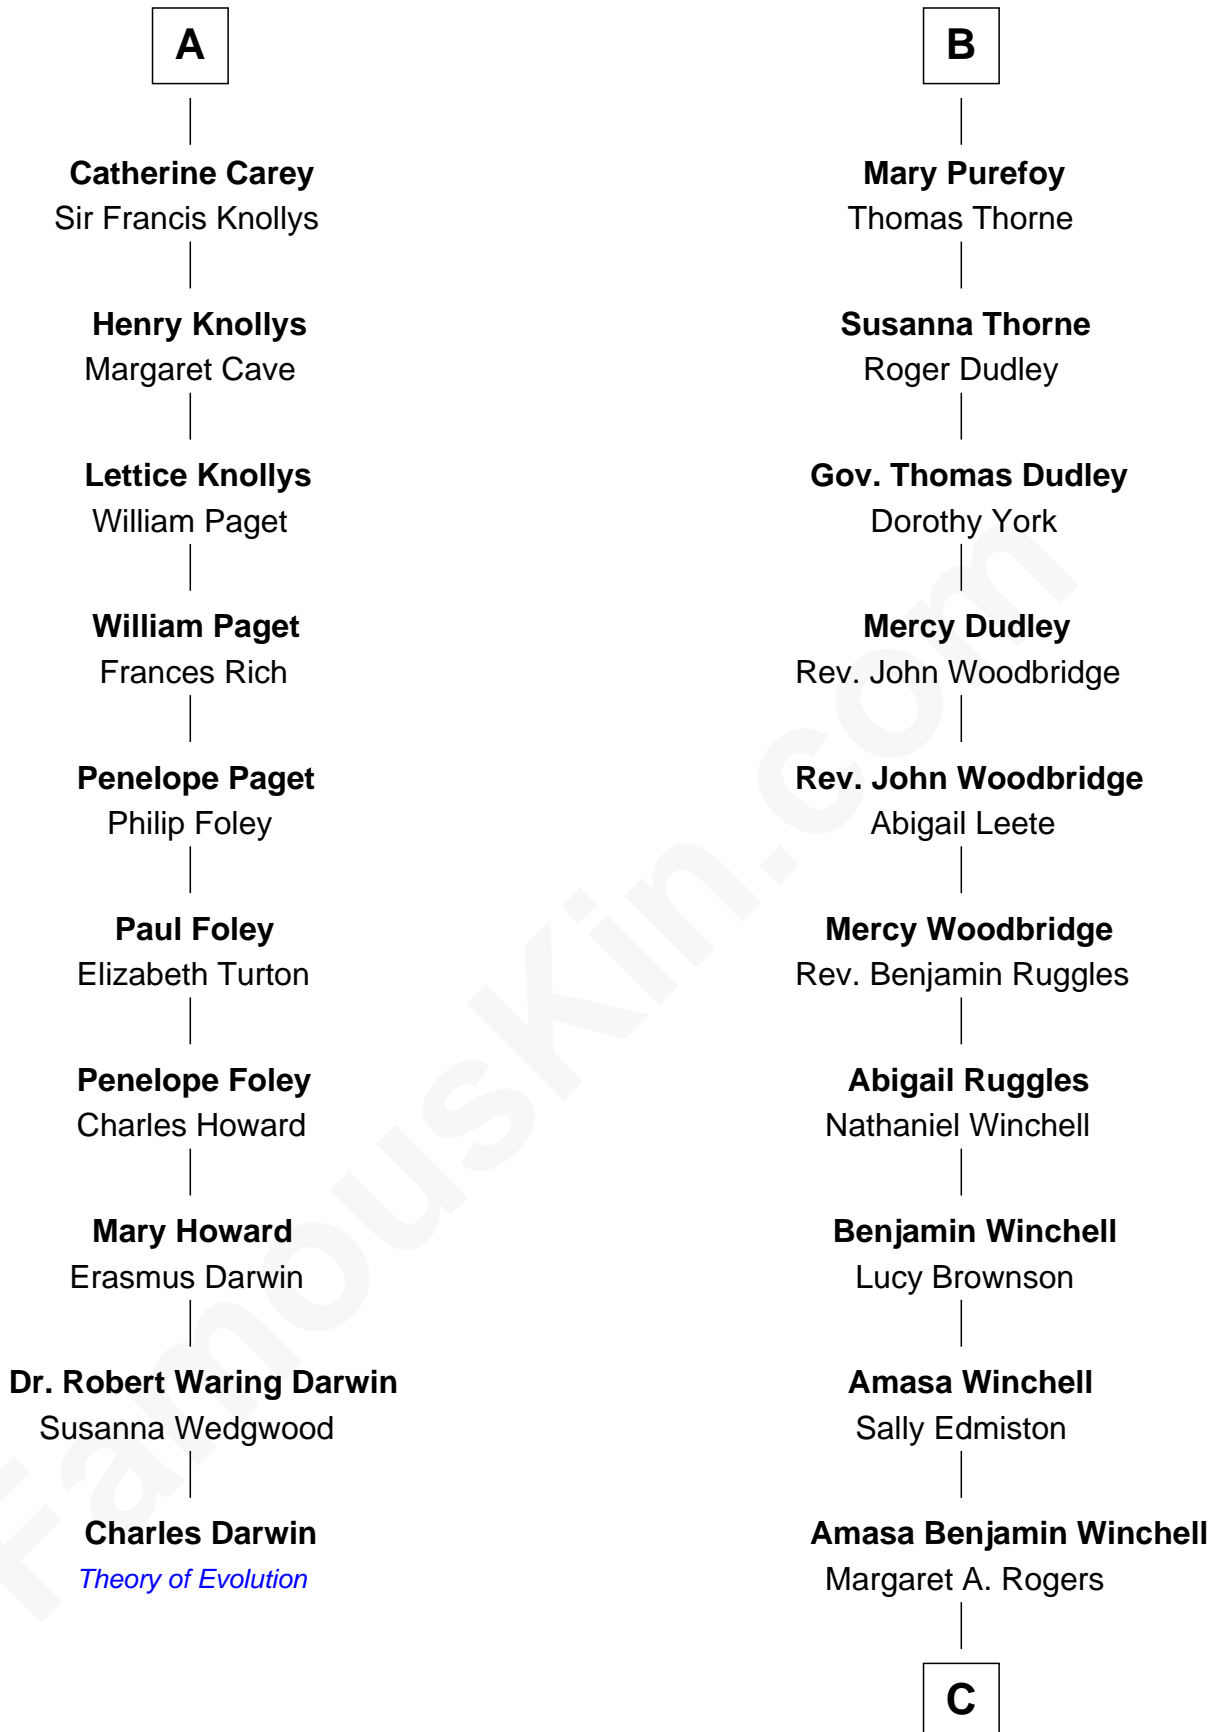 A
Catherine Carey
Sir Francis Knollys
Henry Knollys
Margaret Cave
Lettice Knollys
William Paget
William Paget
Frances Rich
Penelope Paget
Philip Foley
Paul Foley
Elizabeth Turton
Penelope Foley
Charles Howard
Mary Howard
Erasmus Darwin
Dr. Robert Waring Darwin
Susanna Wedgwood
Charles Darwin
Theory of Evolution
B
Mary Purefoy
Thomas Thorne
Susanna Thorne
Roger Dudley
Gov. Thomas Dudley
Dorothy York
Mercy Dudley
Rev. John Woodbridge
Rev. John Woodbridge
Abigail Leete
Mercy Woodbridge
Rev. Benjamin Ruggles
Abigail Ruggles
Nathaniel Winchell
Benjamin Winchell
Lucy Brownson
Amasa Winchell
Sally Edmiston
Amasa Benjamin Winchell
Margaret A. Rogers
C
FamousKin.com